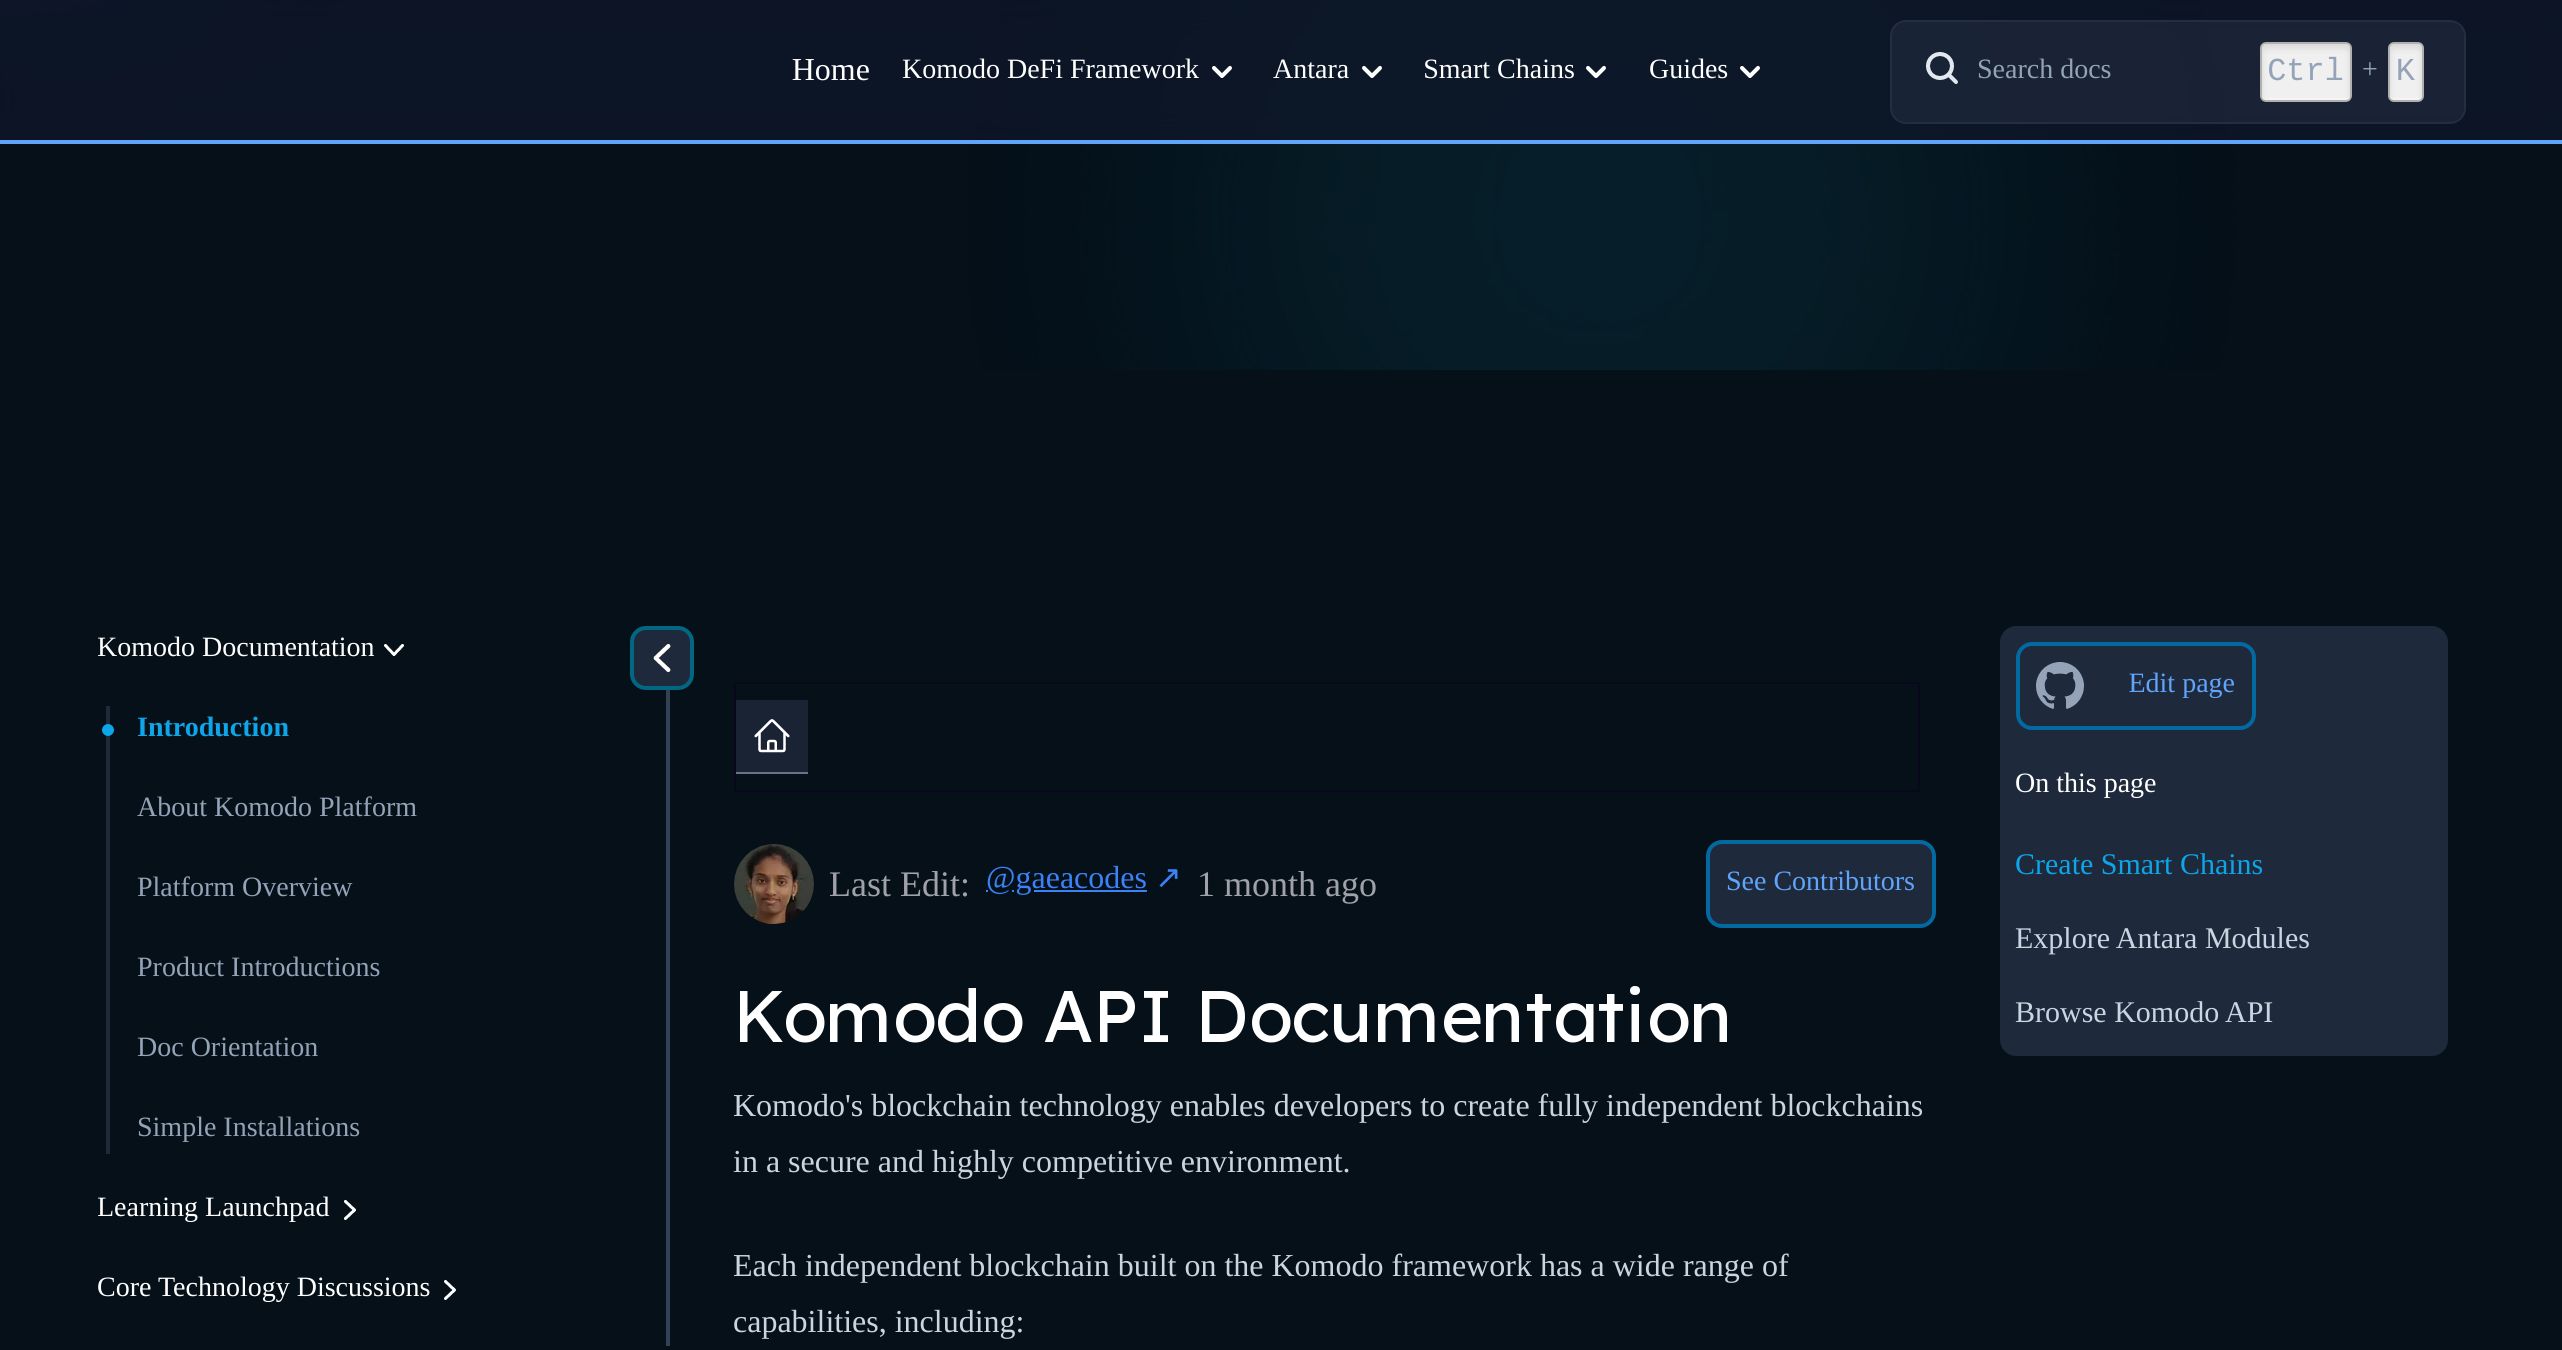 Home Komodo DeFi Framework Antara Smart Chains Guides Search docs Ctrl + K
Komodo Documentation
Introduction
About Komodo Platform
Platform Overview
Product Introductions
Doc Orientation
Simple Installations
Learning Launchpad
Core Technology Discussions
Last Edit: @gaeacodes ↗ 1 month ago
See Contributors
Komodo API Documentation
Komodo's blockchain technology enables developers to create fully independent blockchains
in a secure and highly competitive environment.
Each independent blockchain built on the Komodo framework has a wide range of
capabilities, including:
Edit page
On this page
Create Smart Chains
Explore Antara Modules
Browse Komodo API